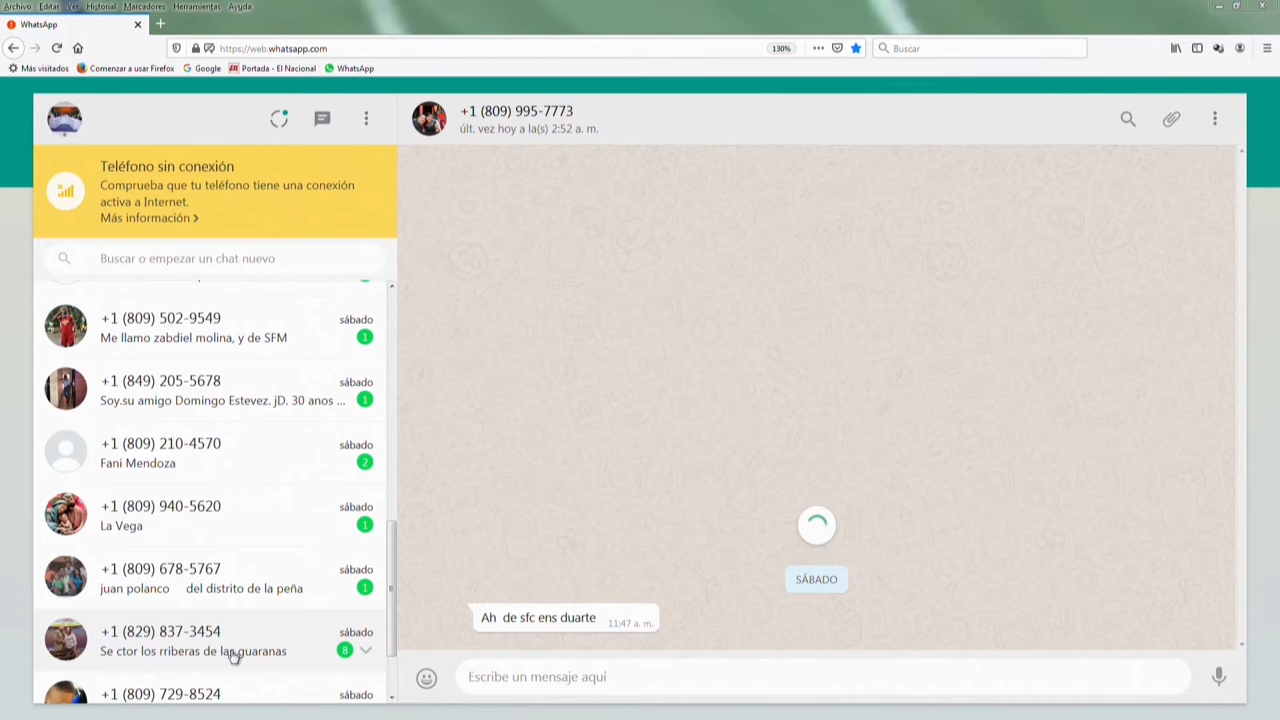 Archivo Editar Ver Historial Marcadores Herramientas Ayuda
WhatsApp
https://web.whatsapp.com
130%
Buscar
Más visitados Comenzar a usar Firefox Google Portada - El Nacional WhatsApp
+1 (809) 995-7773
últ. vez hoy a la(s) 2:52 a. m.
Teléfono sin conexión
Comprueba que tu teléfono tiene una conexión
activa a Internet.
Más información
Buscar o empezar un chat nuevo
+1 (809) 502-9549 sábado
Me llamo zabdiel molina, y de SFM 1
+1 (849) 205-5678 sábado
Soy.su amigo Domingo Estevez. jD. 30 anos ... 1
+1 (809) 210-4570 sábado
Fani Mendoza 2
+1 (809) 940-5620 sábado
La Vega 1
+1 (809) 678-5767 sábado
juan polanco del distrito de la peña 1
+1 (829) 837-3454 sábado
Se ctor los rriberas de las guaranas 8
+1 (809) 729-8524 sábado
SÁBADO
Ah de sfc ens duarte 11:47 a. m.
Escribe un mensaje aquí